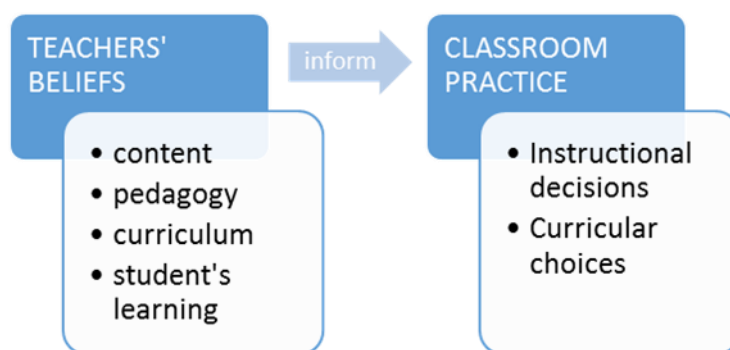 TEACHERS'
BELIEFS
• content
• pedagogy
• curriculum
• student's
learning
inform
CLASSROOM
PRACTICE
• Instructional
decisions
• Curricular
choices